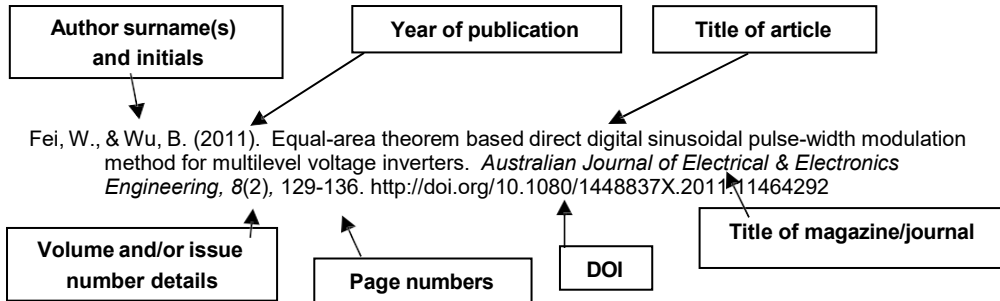 Author surname(s)
and initials
Year of publication
Title of article
Fei, W., & Wu, B. (2011). Equal-area theorem based direct digital sinusoidal pulse-width modulation
method for multilevel voltage inverters. Australian Journal of Electrical & Electronics
Engineering, 8(2), 129-136. http://doi.org/10.1080/1448837X.2011.11464292
Volume and/or issue
number details
Page numbers
DOI
Title of magazine/journal